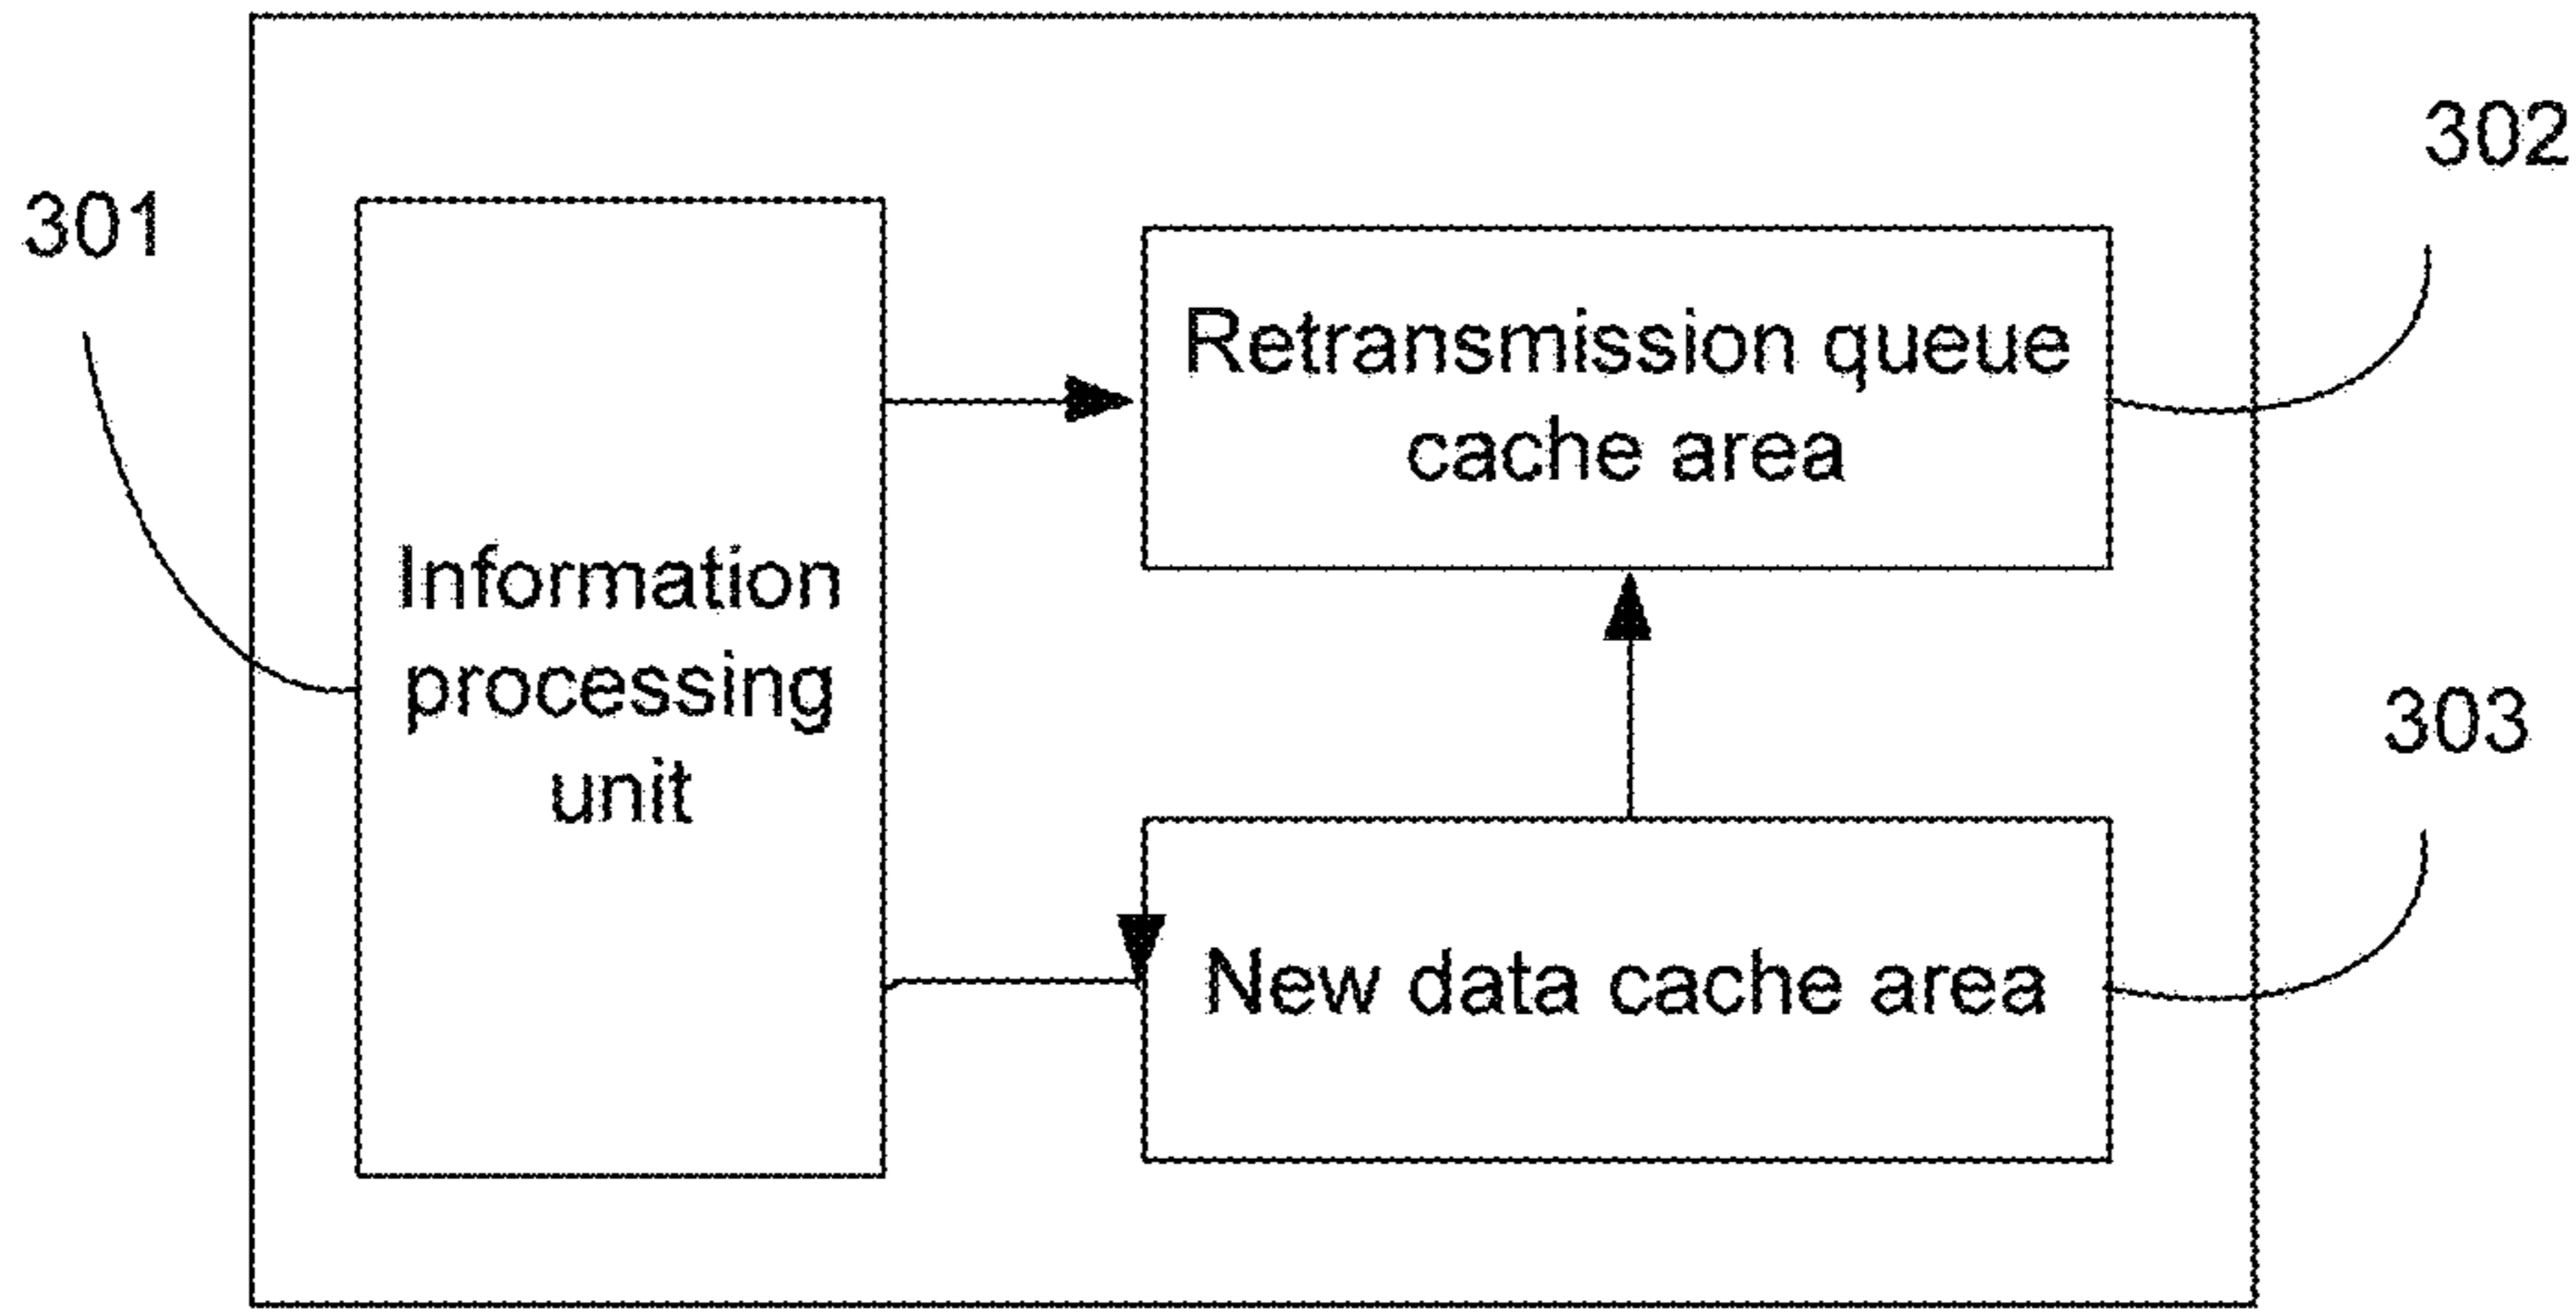 301
302
Retransmission queue
cache area
Information
processing
unit
303
New data cache area